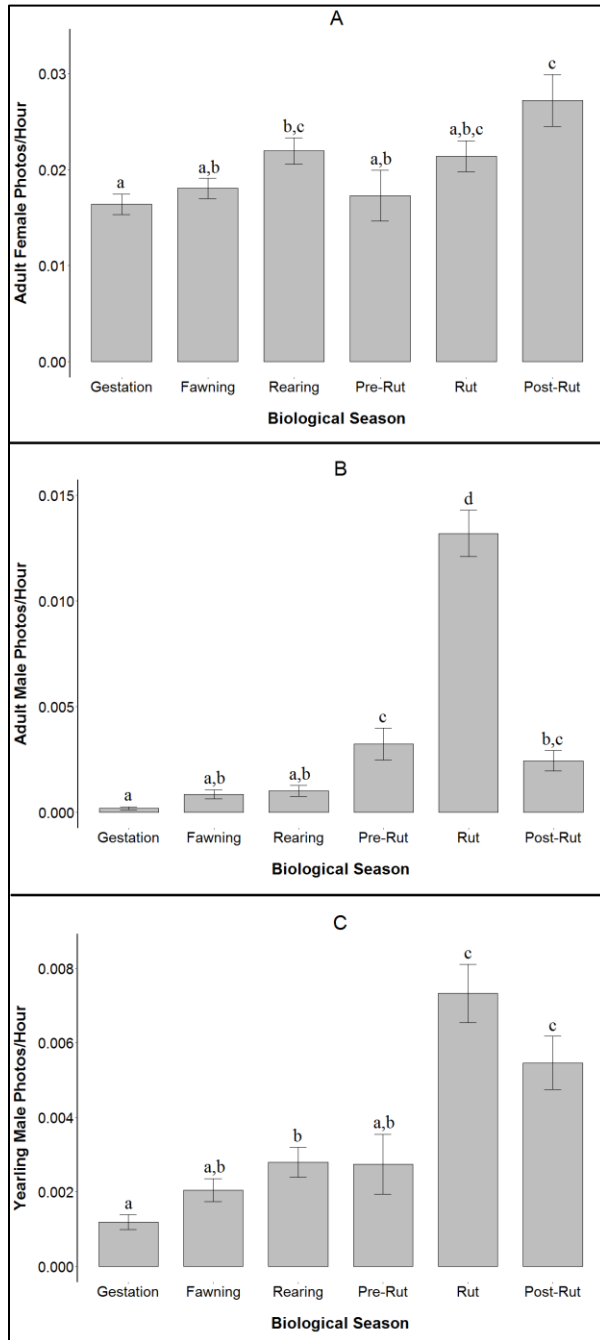 A
Adult Female Photos/Hour
0.03
0.02
0.01
0.00
a
a,b
b,c
a,b
a,b,c
c
Gestation Fawning Rearing Pre-Rut Rut Post-Rut
Biological Season
B
Adult Male Photos/Hour
0.015
0.010
0.005
0.000
a
a,b
a,b
c
d
b,c
Gestation Fawning Rearing Pre-Rut Rut Post-Rut
Biological Season
C
Yearling Male Photos/Hour
0.008
0.006
0.004
0.002
0.000
a
a,b
b
a,b
c
c
Gestation Fawning Rearing Pre-Rut Rut Post-Rut
Biological Season